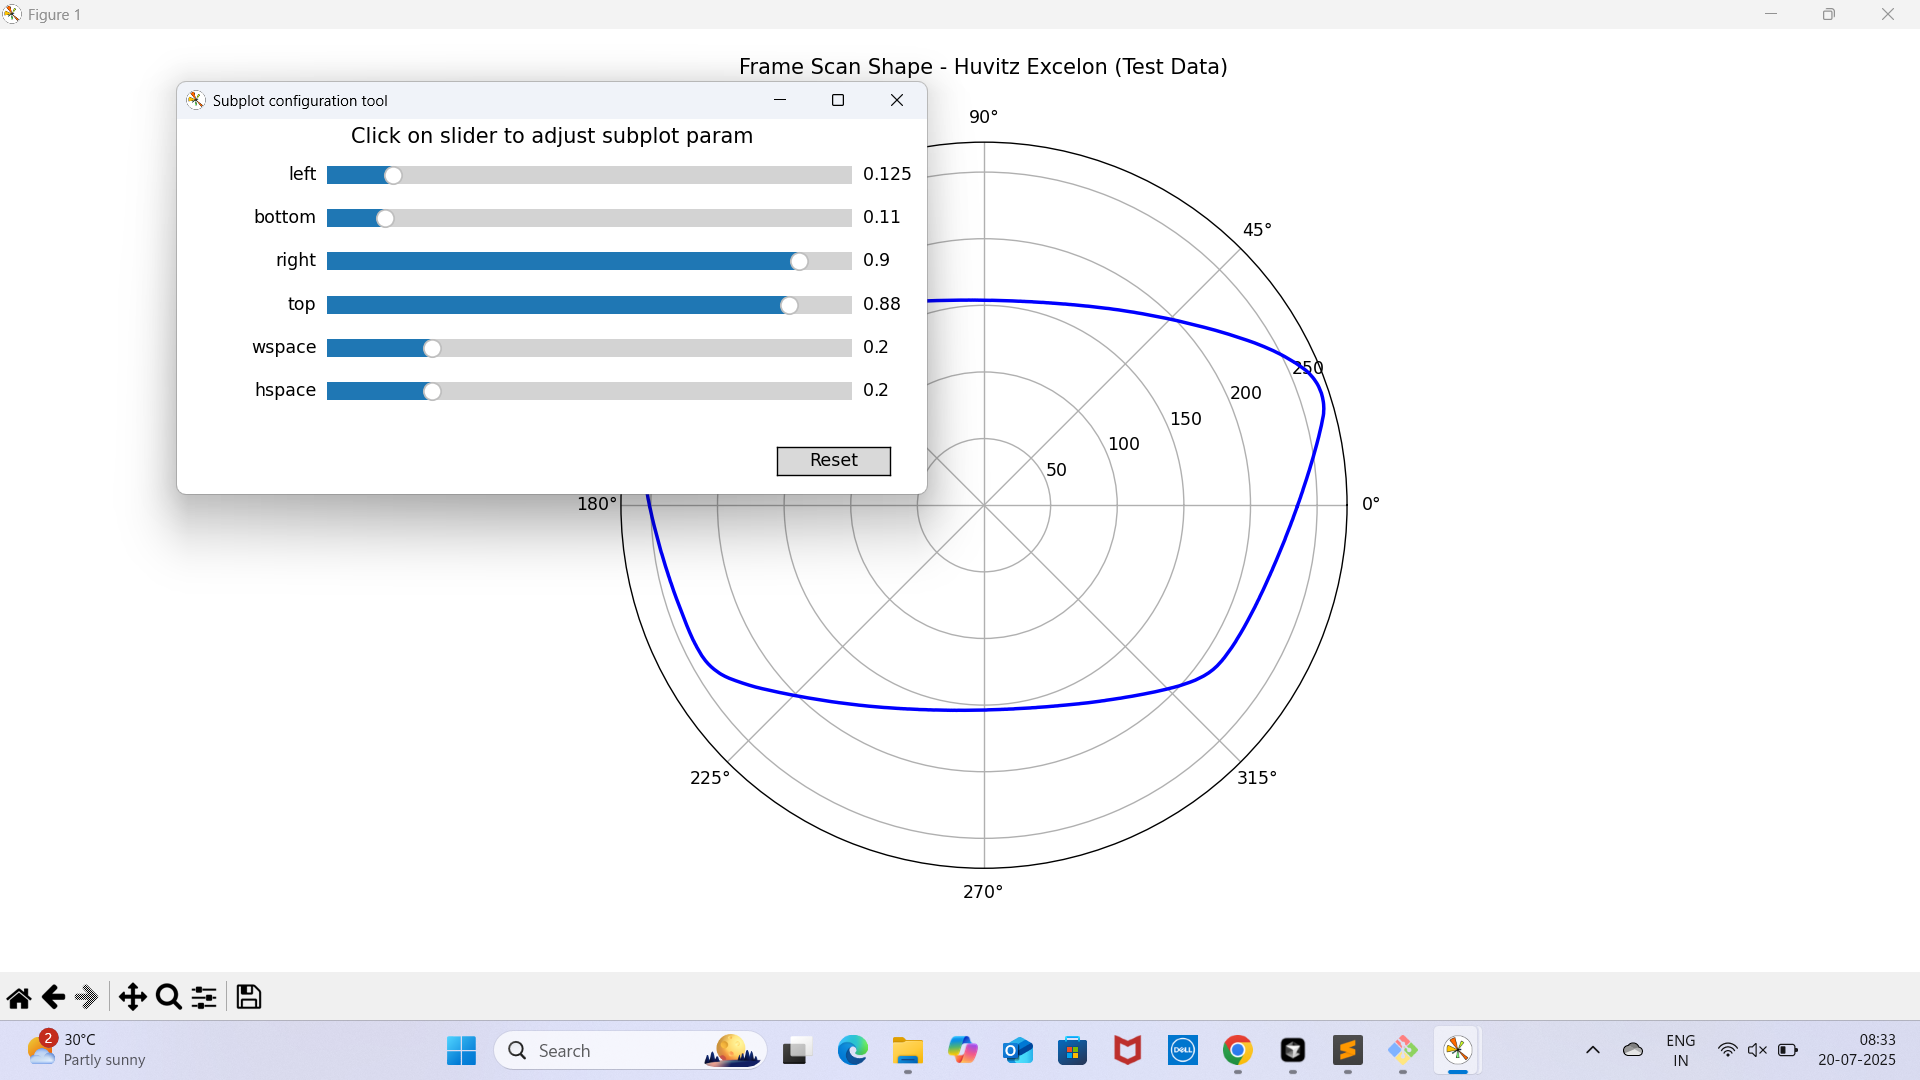 Figure 1
Frame Scan Shape - Huvitz Excelon (Test Data)
Subplot configuration tool
Click on slider to adjust subplot param
left 0.125
bottom 0.11
right 0.9
top 0.88
wspace 0.2
hspace 0.2
Reset
90°
45°
250
200
150
100
50
180°
0°
225°
315°
270°
2
30°C
Partly sunny
Search
DELL
ENG
IN
08:33
20-07-2025